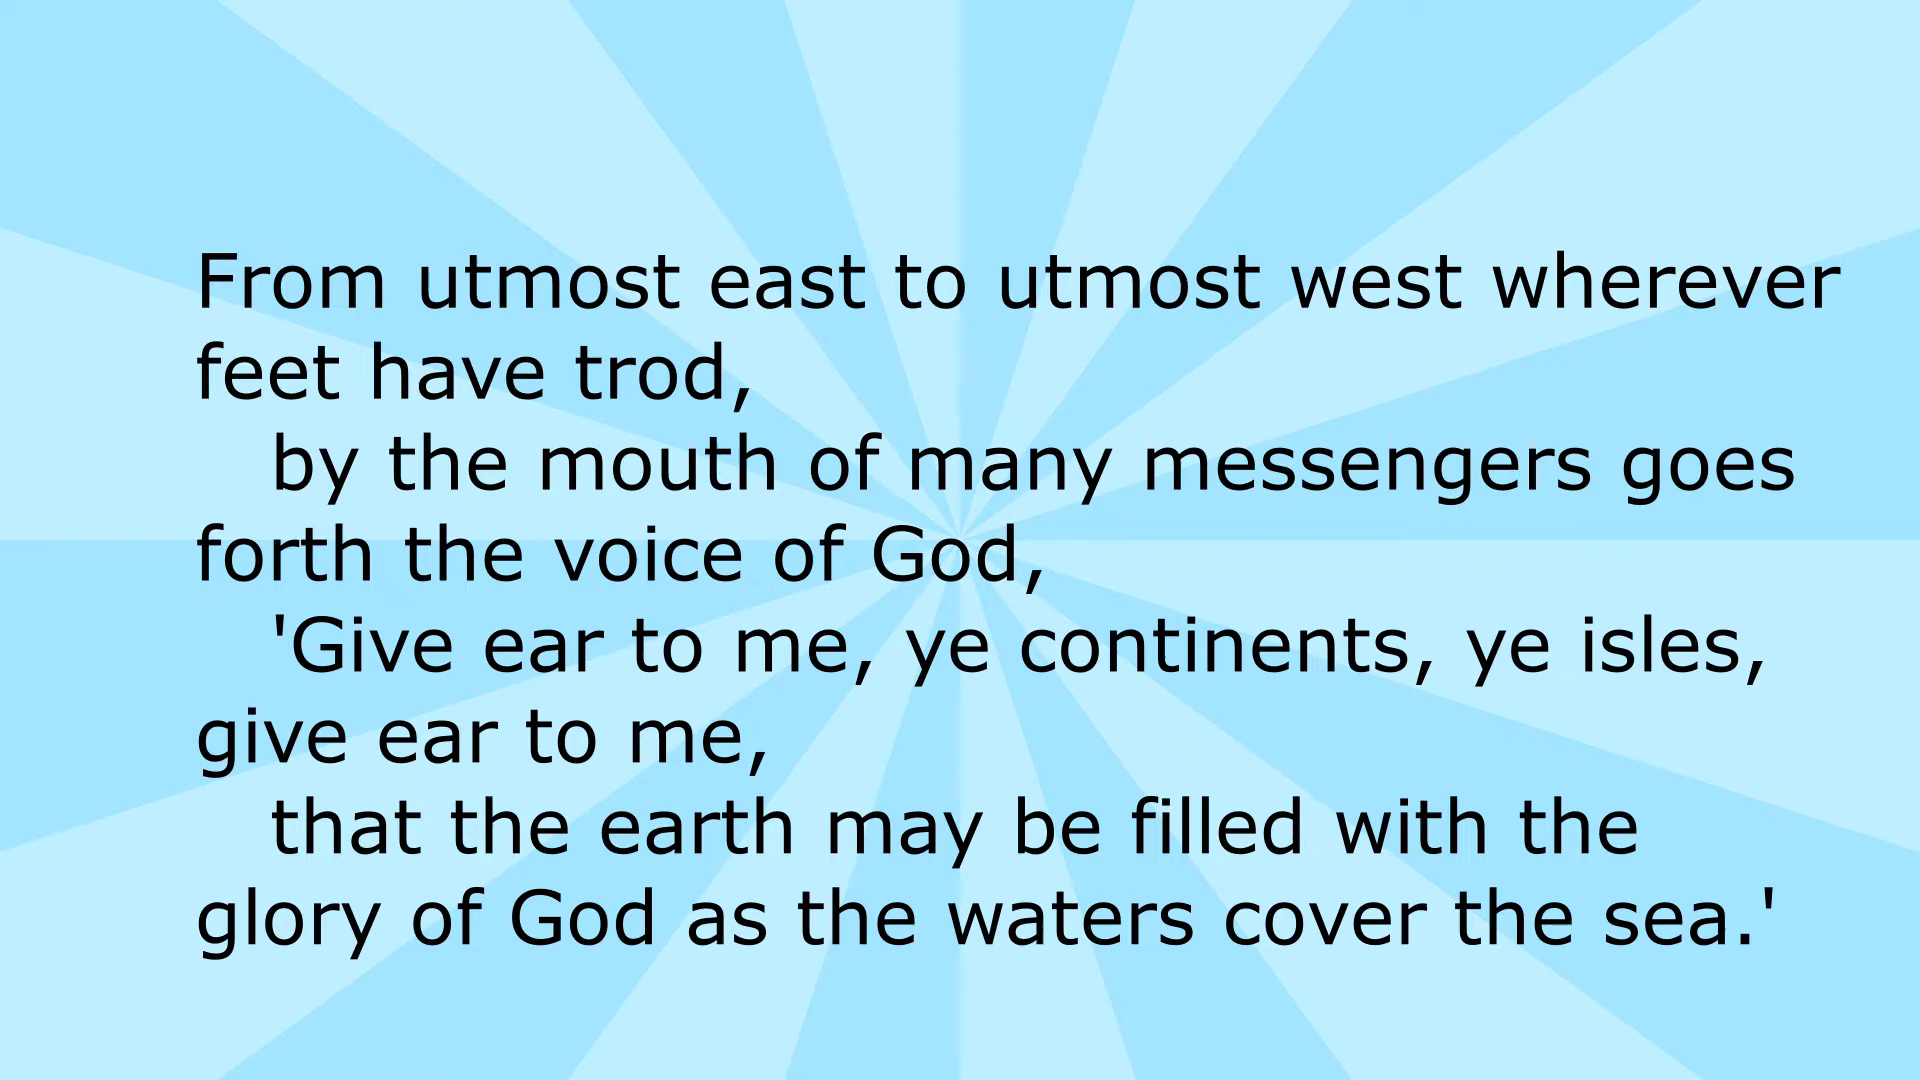 From utmost east to utmost west wherever
feet have trod,
by the mouth of many messengers goes
forth the voice of God,
'Give ear to me, ye continents, ye isles,
give ear to me,
that the earth may be filled with the
glory of God as the waters cover the sea.'